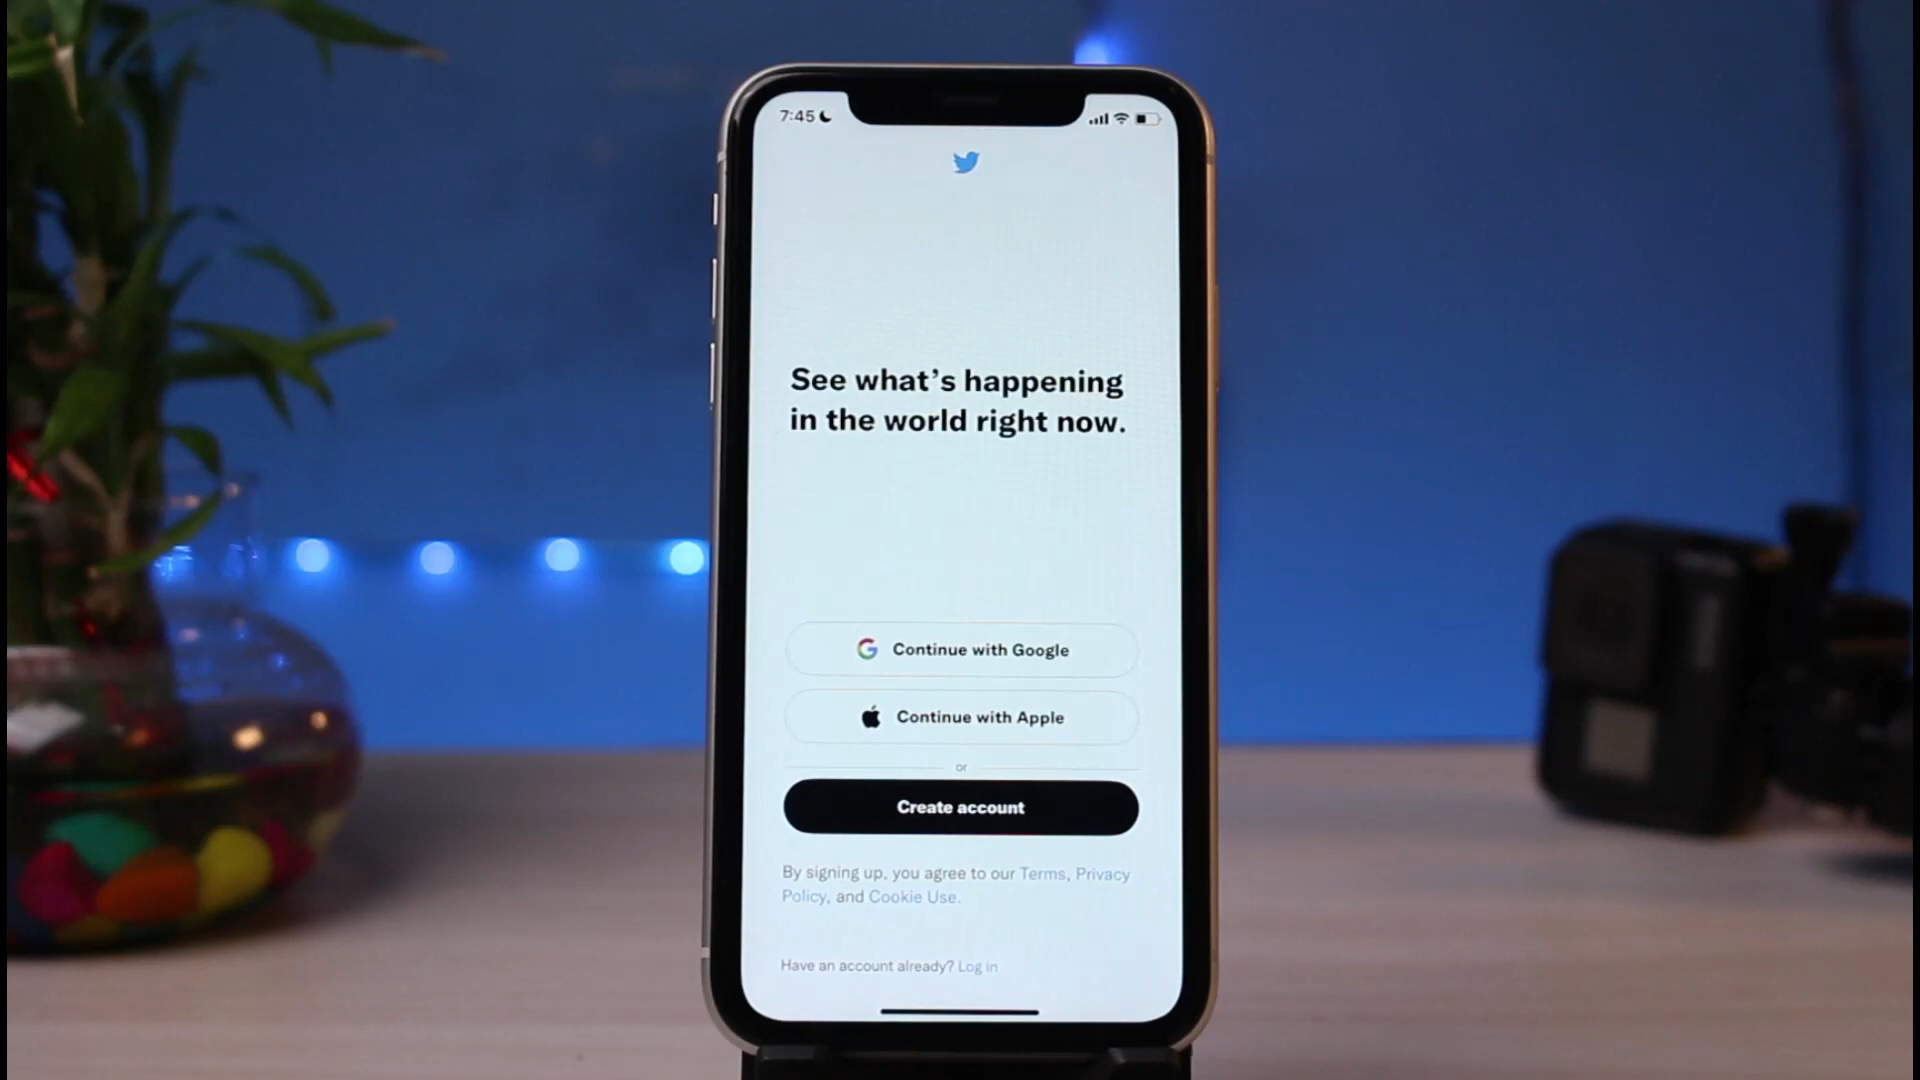 7:45
See what's happening
in the world right now.
Continue with Google
Continue with Apple
or
Create account
By signing up, you agree to our Terms, Privacy
Policy, and Cookie Use.
Have an account already? Log in